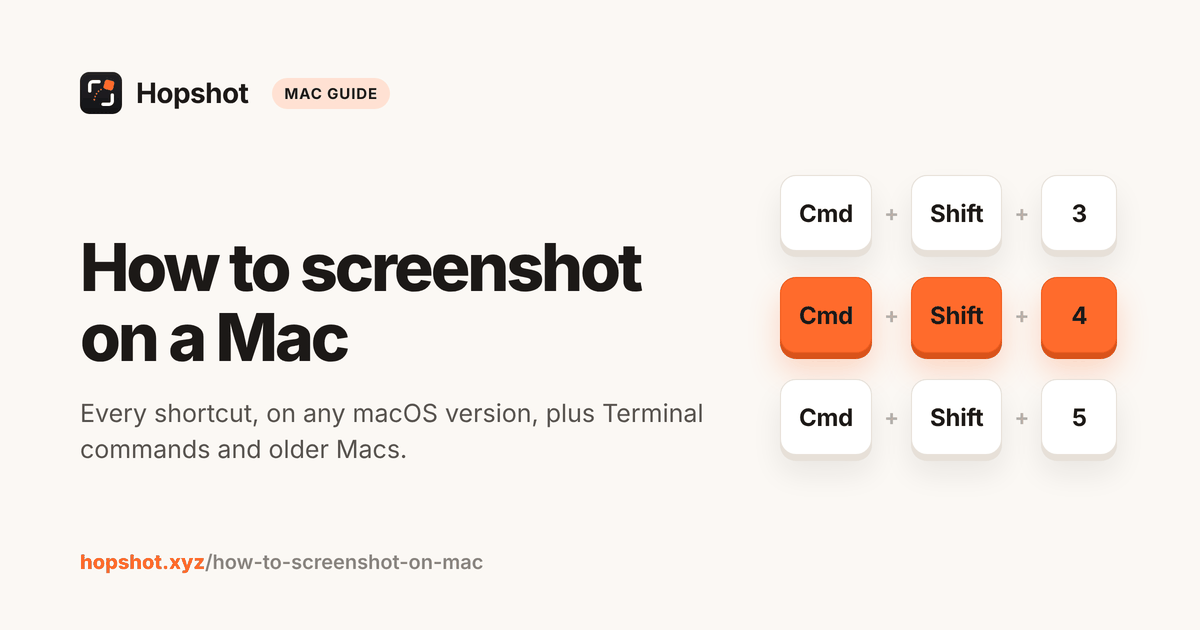 Hopshot MAC GUIDE
How to screenshot
on a Mac
Every shortcut, on any macOS version, plus Terminal
commands and older Macs.
hopshot.xyz/how-to-screenshot-on-mac
Cmd + Shift + 3
Cmd + Shift + 4
Cmd + Shift + 5